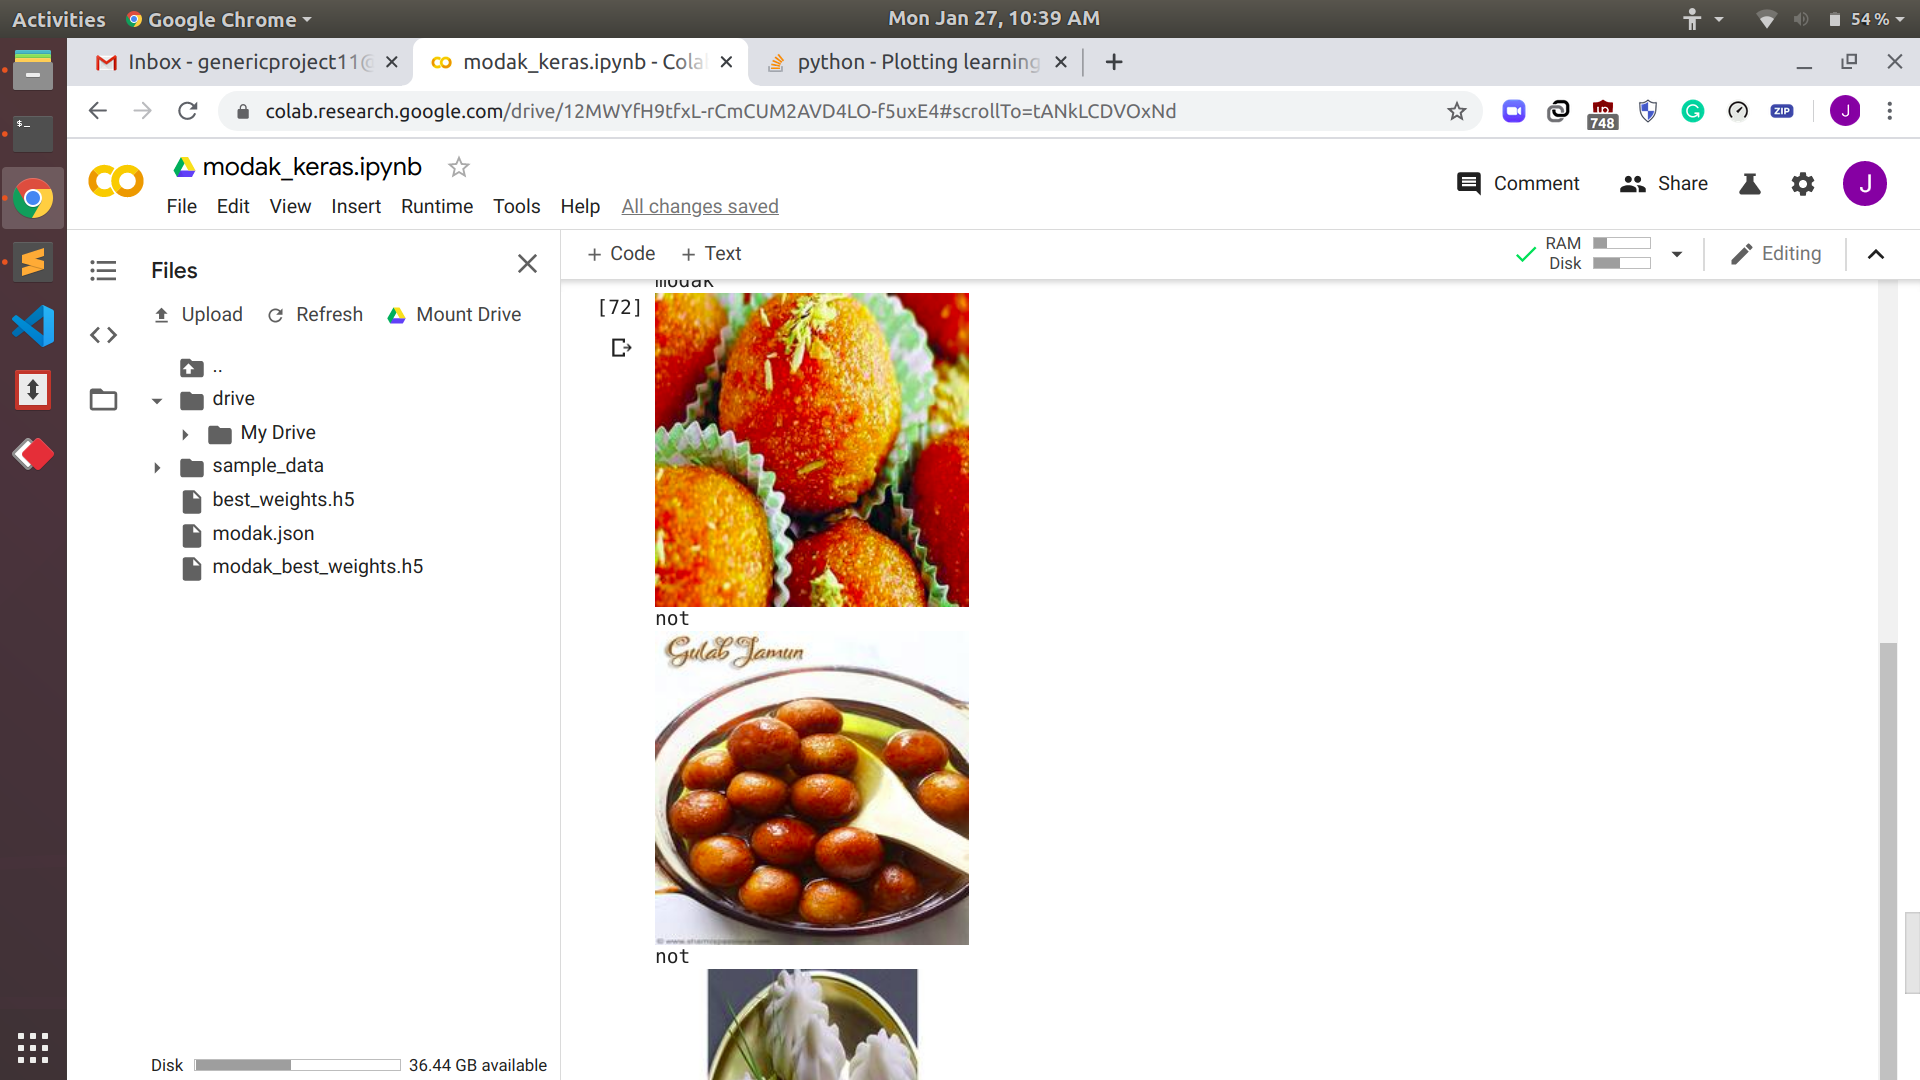 Activities Google Chrome Mon Jan 27, 10:39 AM 54 %
Inbox - genericproject11@ modak_keras.ipynb - Cola python - Plotting learning
colab.research.google.com/drive/12MWYfH9tfxL-rCmCUM2AVD4LO-f5uxE4#scrollTo=tANkLCDVOxNd 748 ZIP J
modak_keras.ipynb
Comment Share J
File Edit View Insert Runtime Tools Help All changes saved
Files
+ Code + Text RAM Disk Editing
Upload Refresh Mount Drive
..
drive
My Drive
sample_data
best_weights.h5
modak.json
modak_best_weights.h5
Disk 36.44 GB available
modak
[72]
not
Gulab Jamun
not